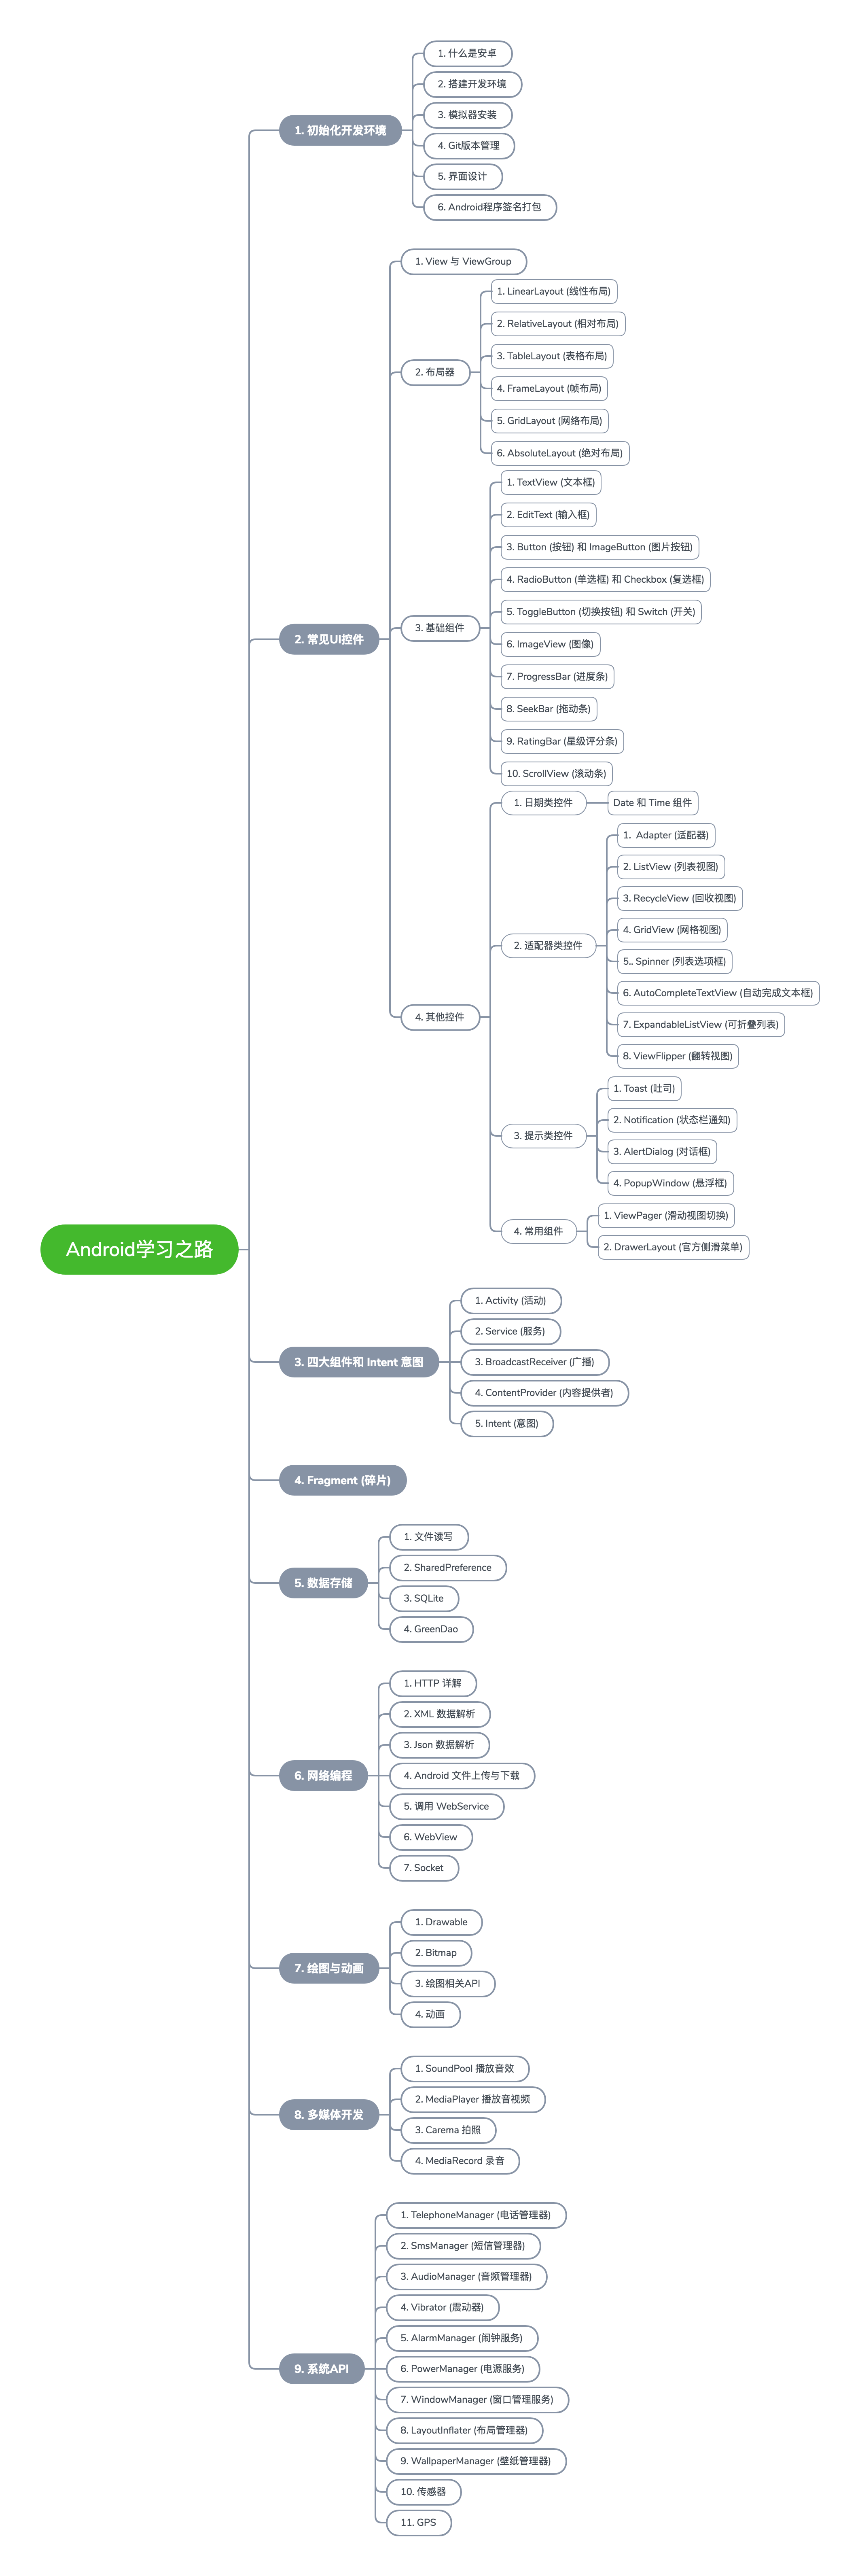 Android学习之路
1. 初始化开发环境
1. 什么是安卓
2. 搭建开发环境
3. 模拟器安装
4. Git版本管理
5. 界面设计
6. Android程序签名打包
2. 常见UI控件
1. View 与 ViewGroup
2. 布局器
1. LinearLayout (线性布局)
2. RelativeLayout (相对布局)
3. TableLayout (表格布局)
4. FrameLayout (帧布局)
5. GridLayout (网络布局)
6. AbsoluteLayout (绝对布局)
3. 基础组件
1. TextView (文本框)
2. EditText (输入框)
3. Button (按钮) 和 ImageButton (图片按钮)
4. RadioButton (单选框) 和 Checkbox (复选框)
5. ToggleButton (切换按钮) 和 Switch (开关)
6. ImageView (图像)
7. ProgressBar (进度条)
8. SeekBar (拖动条)
9. RatingBar (星级评分条)
10. ScrollView (滚动条)
4. 其他控件
1. 日期类控件
Date 和 Time 组件
2. 适配器类控件
1. Adapter (适配器)
2. ListView (列表视图)
3. RecycleView (回收视图)
4. GridView (网格视图)
5.. Spinner (列表选项框)
6. AutoCompleteTextView (自动完成文本框)
7. ExpandableListView (可折叠列表)
8. ViewFlipper (翻转视图)
3. 提示类控件
1. Toast (吐司)
2. Notification (状态栏通知)
3. AlertDialog (对话框)
4. PopupWindow (悬浮框)
4. 常用组件
1. ViewPager (滑动视图切换)
2. DrawerLayout (官方侧滑菜单)
3. 四大组件和 Intent 意图
1. Activity (活动)
2. Service (服务)
3. BroadcastReceiver (广播)
4. ContentProvider (内容提供者)
5. Intent (意图)
4. Fragment (碎片)
5. 数据存储
1. 文件读写
2. SharedPreference
3. SQLite
4. GreenDao
6. 网络编程
1. HTTP 详解
2. XML 数据解析
3. Json 数据解析
4. Android 文件上传与下载
5. 调用 WebService
6. WebView
7. Socket
7. 绘图与动画
1. Drawable
2. Bitmap
3. 绘图相关API
4. 动画
8. 多媒体开发
1. SoundPool 播放音效
2. MediaPlayer 播放音视频
3. Carema 拍照
4. MediaRecord 录音
9. 系统API
1. TelephoneManager (电话管理器)
2. SmsManager (短信管理器)
3. AudioManager (音频管理器)
4. Vibrator (震动器)
5. AlarmManager (闹钟服务)
6. PowerManager (电源服务)
7. WindowManager (窗口管理服务)
8. LayoutInflater (布局管理器)
9. WallpaperManager (壁纸管理器)
10. 传感器
11. GPS